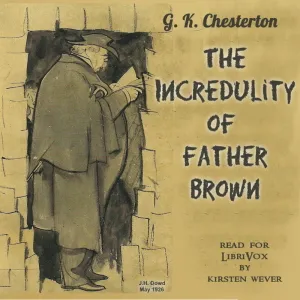 G. K. Chesterton
THE
INCREDULITY
OF
FATHER
BROWN
READ FOR
LIBRIVOX
BY
KIRSTEN WEVER
J.H. Dowd
May 1926